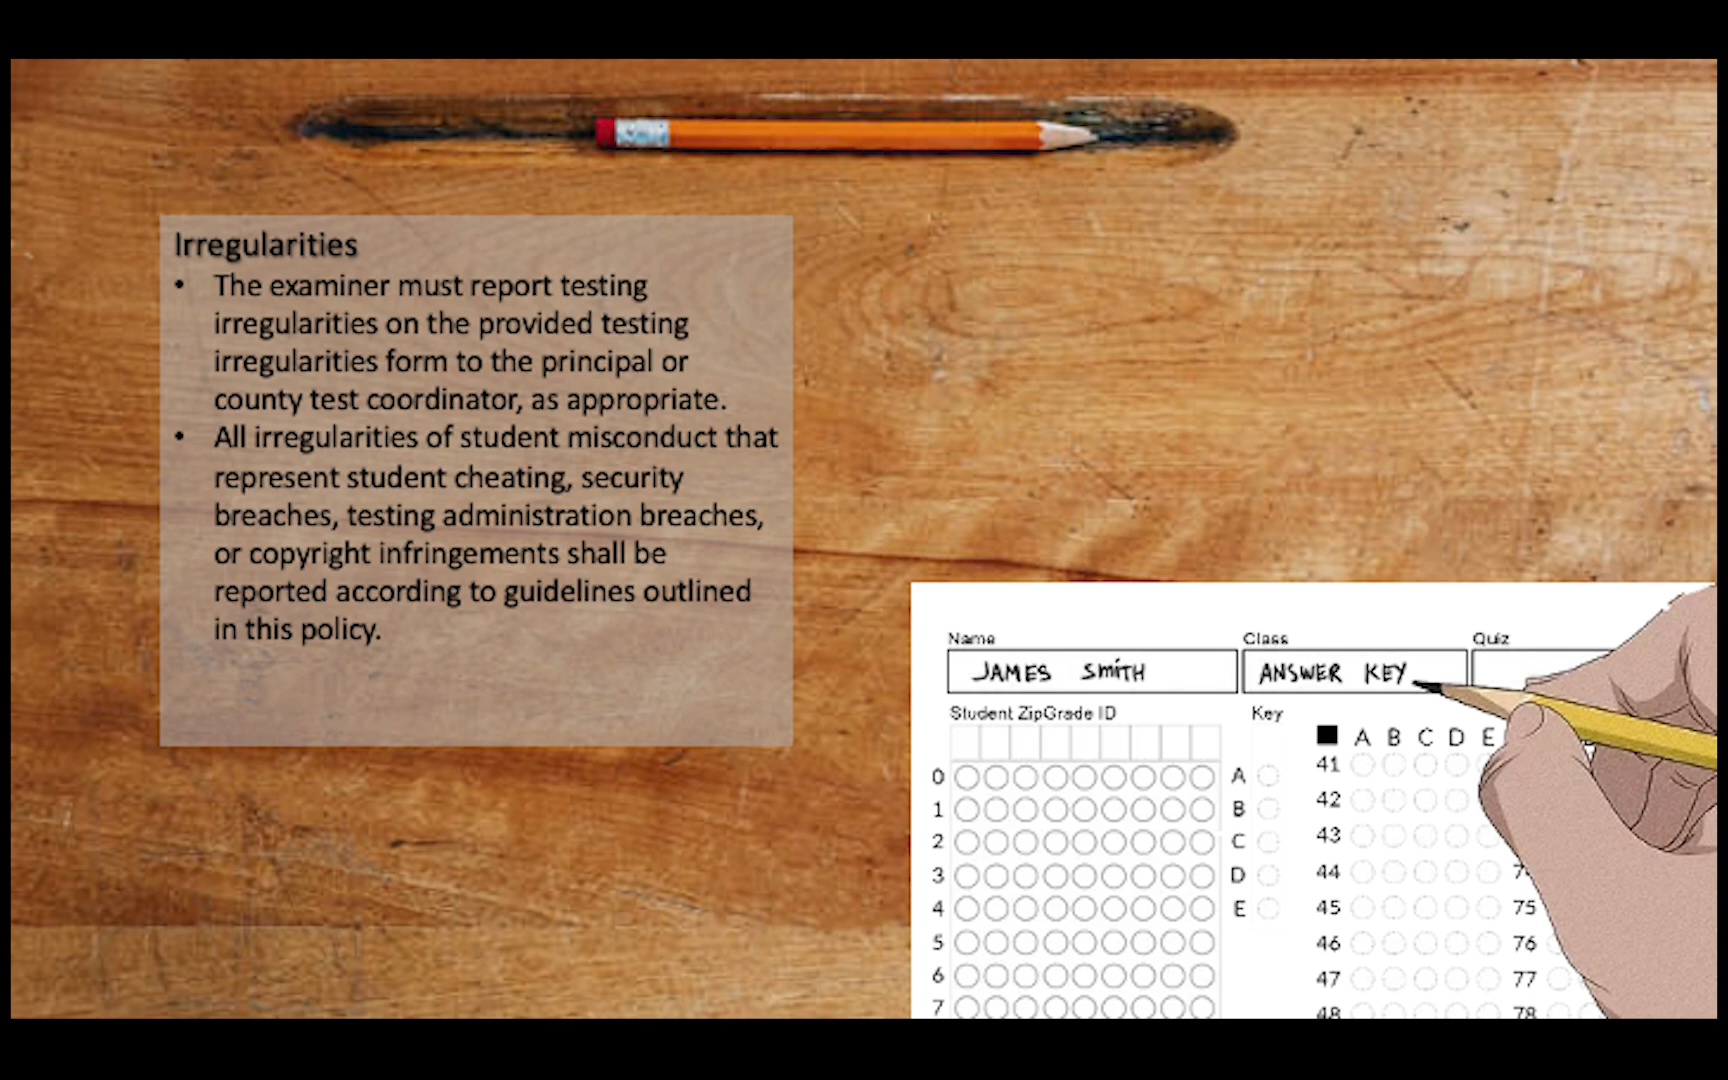 Irregularities
• The examiner must report testing
irregularities on the provided testing
irregularities form to the principal or
county test coordinator, as appropriate.
• All irregularities of student misconduct that
represent student cheating, security
breaches, testing administration breaches,
or copyright infringements shall be
reported according to guidelines outlined
in this policy.
Name Class Quiz
JAMES SMITH ANSWER KEY
Student ZipGrade ID Key
A B C D E
0 A 41
1 B 42
2 C 43
3 D 44
4 E 45 75
5 46 76
6 47 77
7 48 78